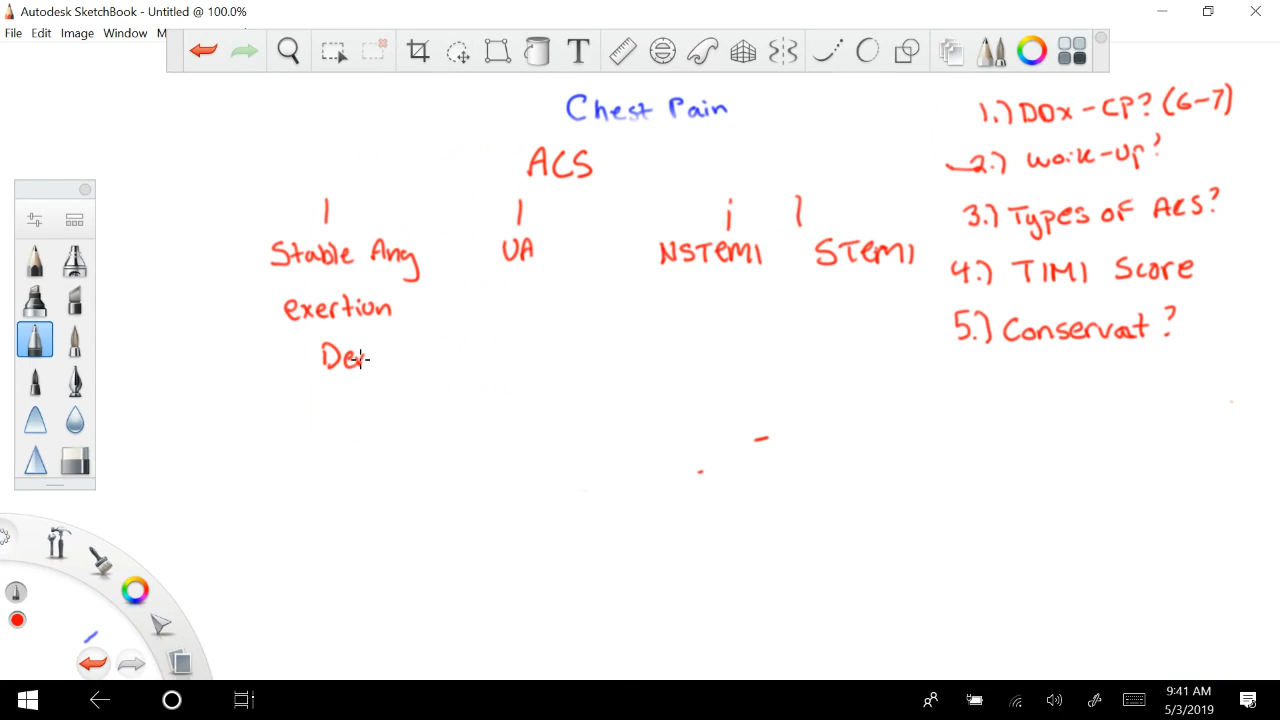 Autodesk SketchBook - Untitled @ 100.0%
File Edit Image Window M
Chest Pain
ACS
Stable Ang UA NSTEMI STEMI
exertion
Der
1.) DDx - CP? (6-7)
2.) Work-up?
3.) Types of ACS?
4.) TIMI Score
5.) Conservat?
9:41 AM
5/3/2019